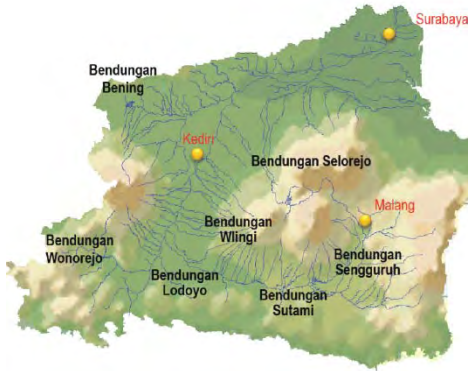 Surabaya
Bendungan
Bening
Kediri
Bendungan Selorejo
Malang
Bendungan
Wlingi
Bendungan
Wonorejo
Bendungan
Sengguruh
Bendungan
Lodoyo
Bendungan
Sutami